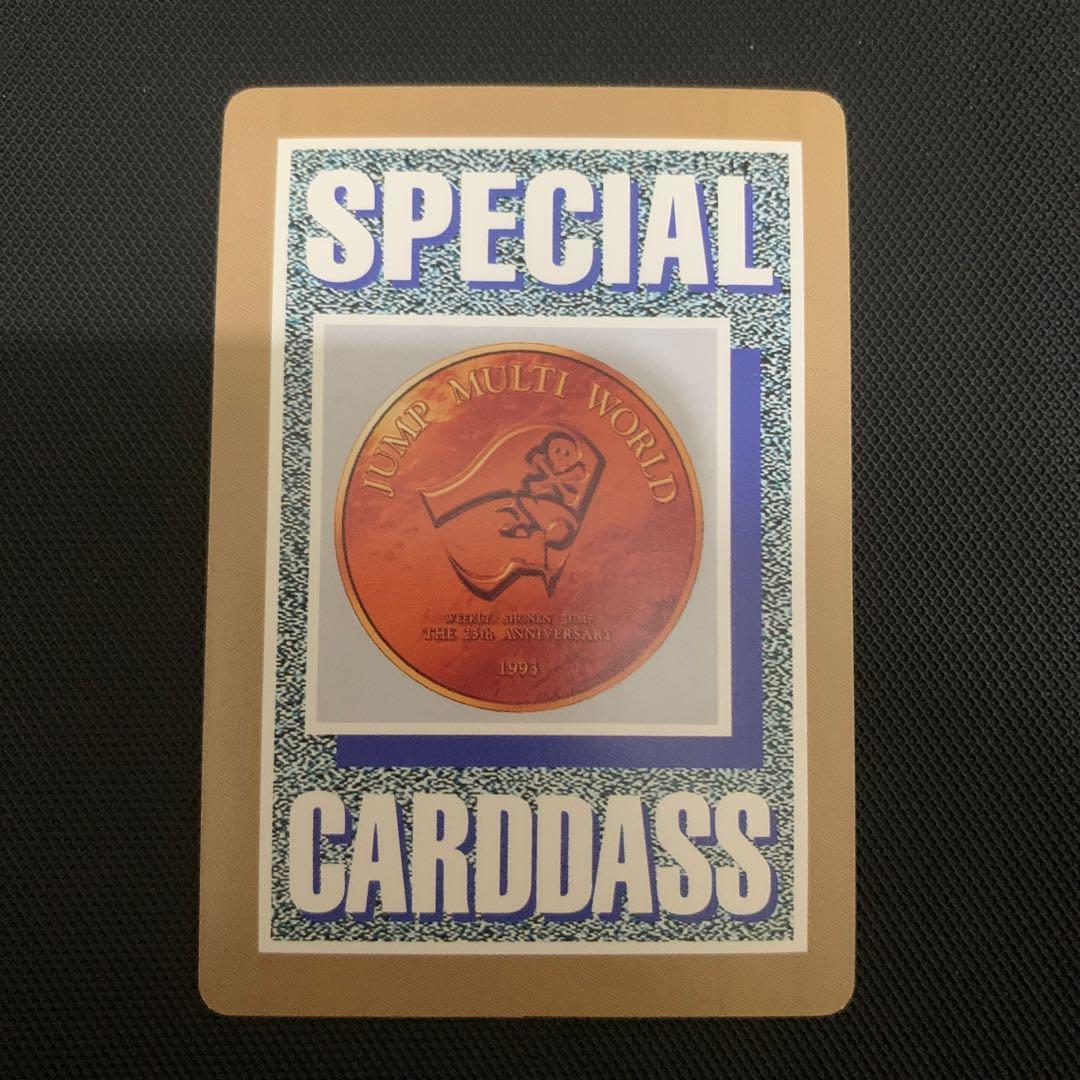 SPECIAL
JUMP MULTI WORLD
WEEKLY SHONEN JUMP
THE 25th ANNIVERSARY
1993
CARDDASS